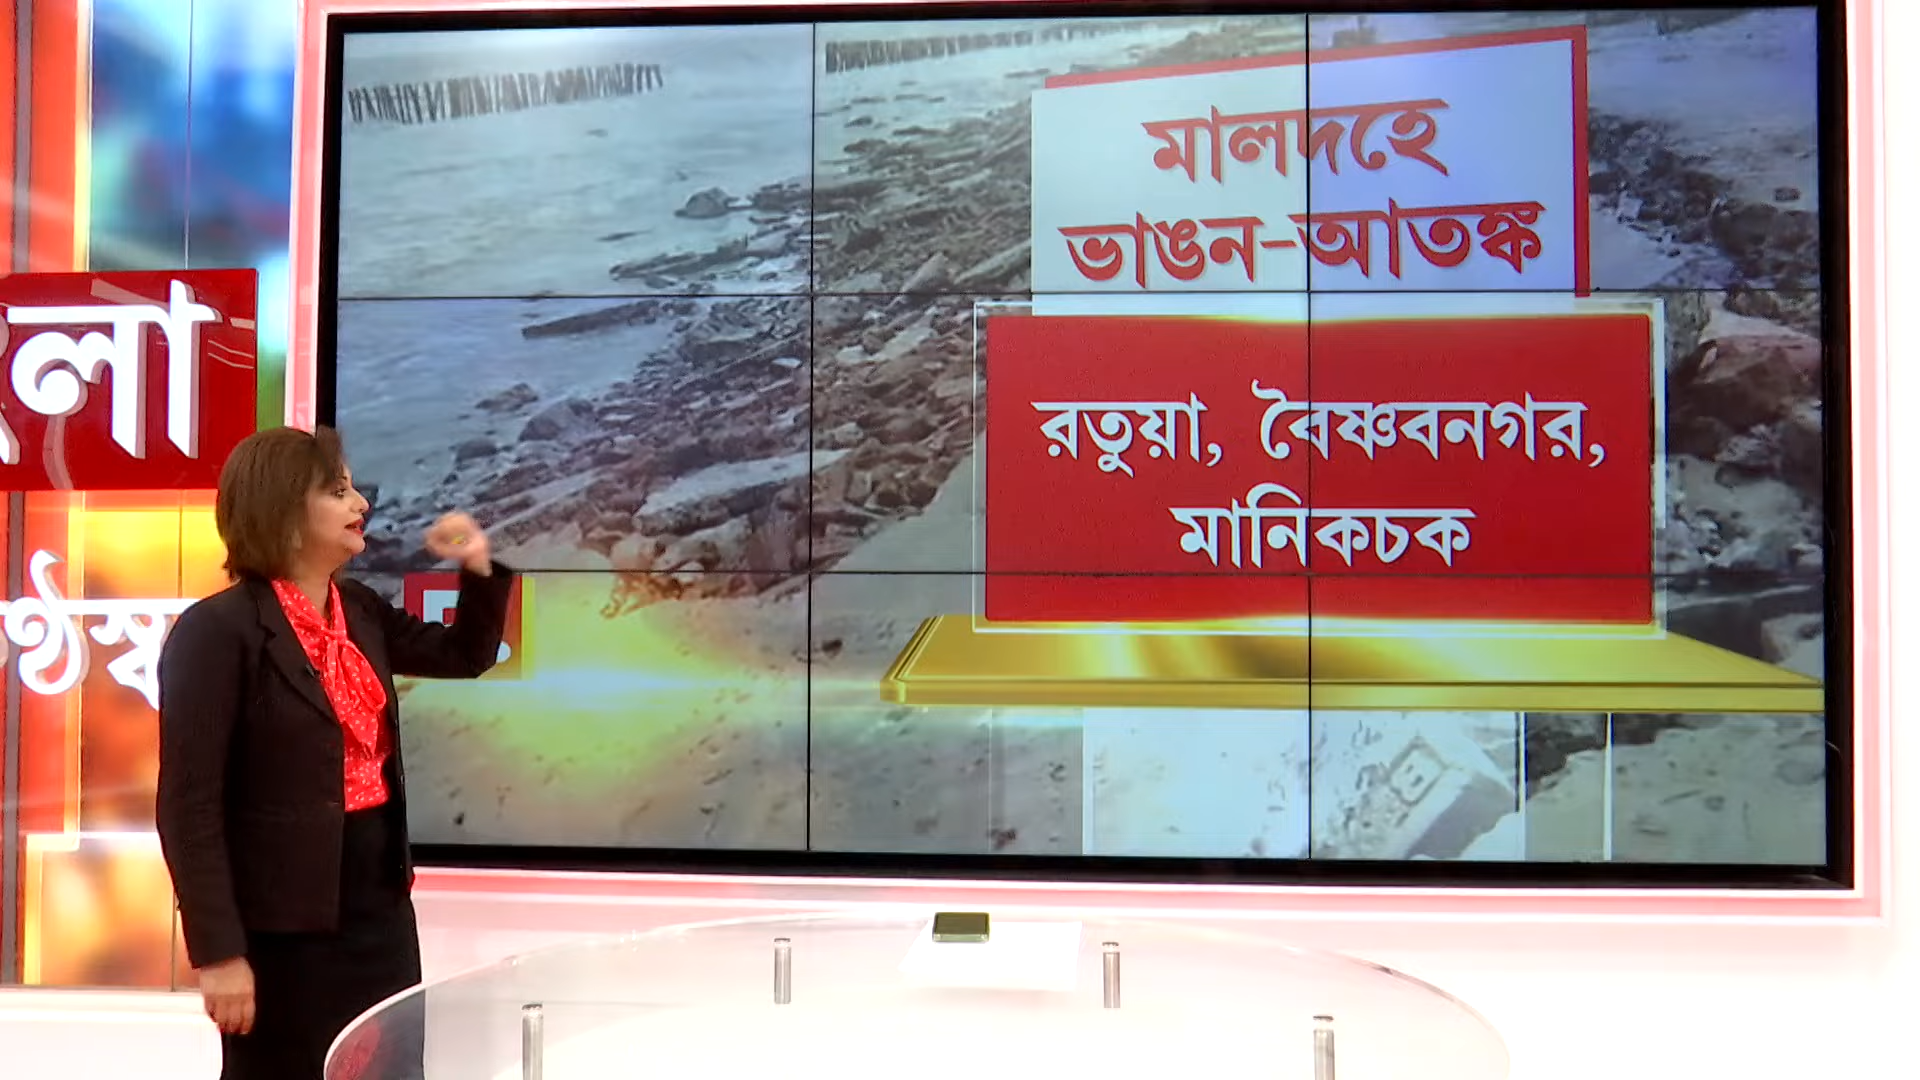 মালদহে
ভাঙন-আতঙ্ক
রতুয়া, বৈষ্ণবনগর,
মানিকচক